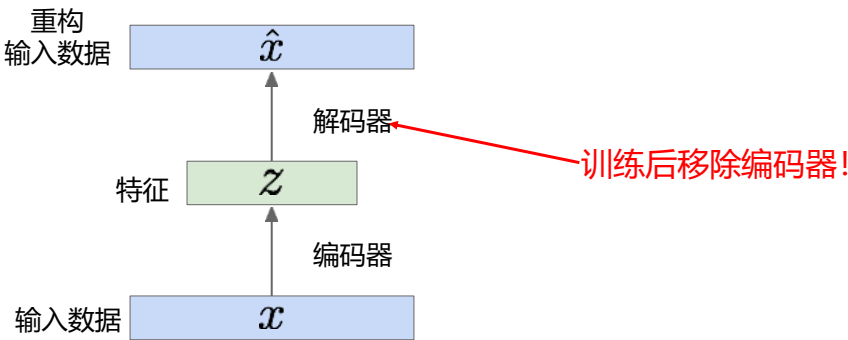 重构
输入数据
x̂
解码器
训练后移除编码器！
特征
z
编码器
输入数据
x